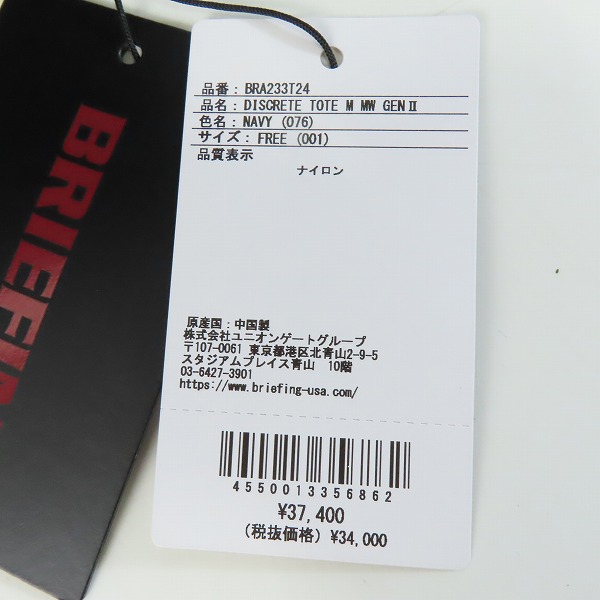 BRIEFIN
品番：BRA233T24
品名：DISCRETE TOTE M MW GENⅡ
色名：NAVY (076)
サイズ：FREE (001)
品質表示
ナイロン
原産国：中国製
株式会社ユニオンゲートグループ
〒107-0061 東京都港区北青山2-9-5
スタジアムプレイス青山 10階
03-6427-3901
https://www.briefing-usa.com/
4550013356862
¥37,400
(税抜価格) ¥34,000